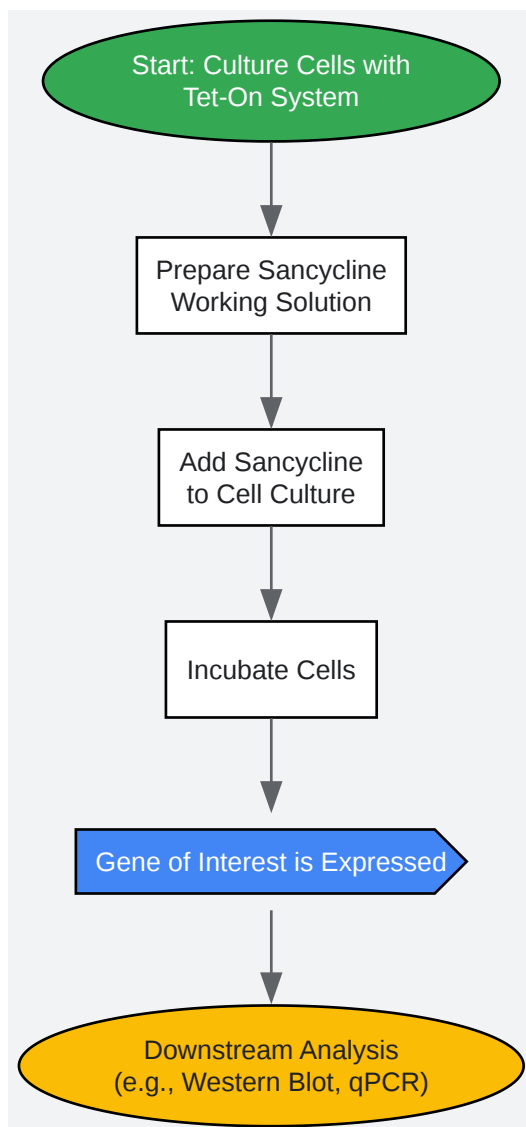 Start: Culture Cells with
Tet-On System
Prepare Sancycline
Working Solution
Add Sancycline
to Cell Culture
Incubate Cells
Gene of Interest is Expressed
Downstream Analysis
(e.g., Western Blot, qPCR)